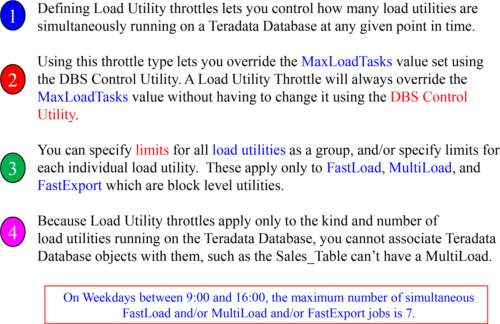 1
Defining Load Utility throttles lets you control how many load utilities are
simultaneously running on a Teradata Database at any given point in time.
2
Using this throttle type lets you override the MaxLoadTasks value set using
the DBS Control Utility. A Load Utility Throttle will always override the
MaxLoadTasks value without having to change it using the DBS Control
Utility.
3
You can specify limits for all load utilities as a group, and/or specify limits for
each individual load utility. These apply only to FastLoad, MultiLoad, and
FastExport which are block level utilities.
4
Because Load Utility throttles apply only to the kind and number of
load utilities running on the Teradata Database, you cannot associate Teradata
Database objects with them, such as the Sales_Table can't have a MultiLoad.
On Weekdays between 9:00 and 16:00, the maximum number of simultaneous
FastLoad and/or MultiLoad and/or FastExport jobs is 7.